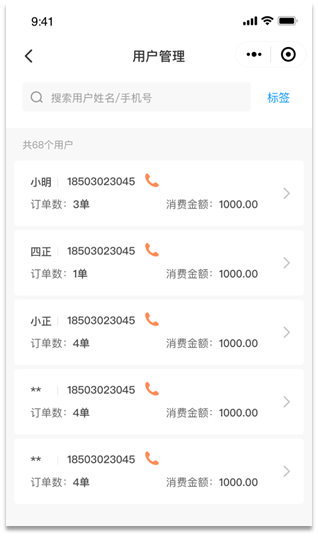 9:41
用户管理
搜索用户姓名/手机号 标签
共68个用户
小明 18503023045
订单数：3单 消费金额：1000.00
四正 18503023045
订单数：1单 消费金额：1000.00
小正 18503023045
订单数：4单 消费金额：1000.00
** 18503023045
订单数：4单 消费金额：1000.00
** 18503023045
订单数：4单 消费金额：1000.00